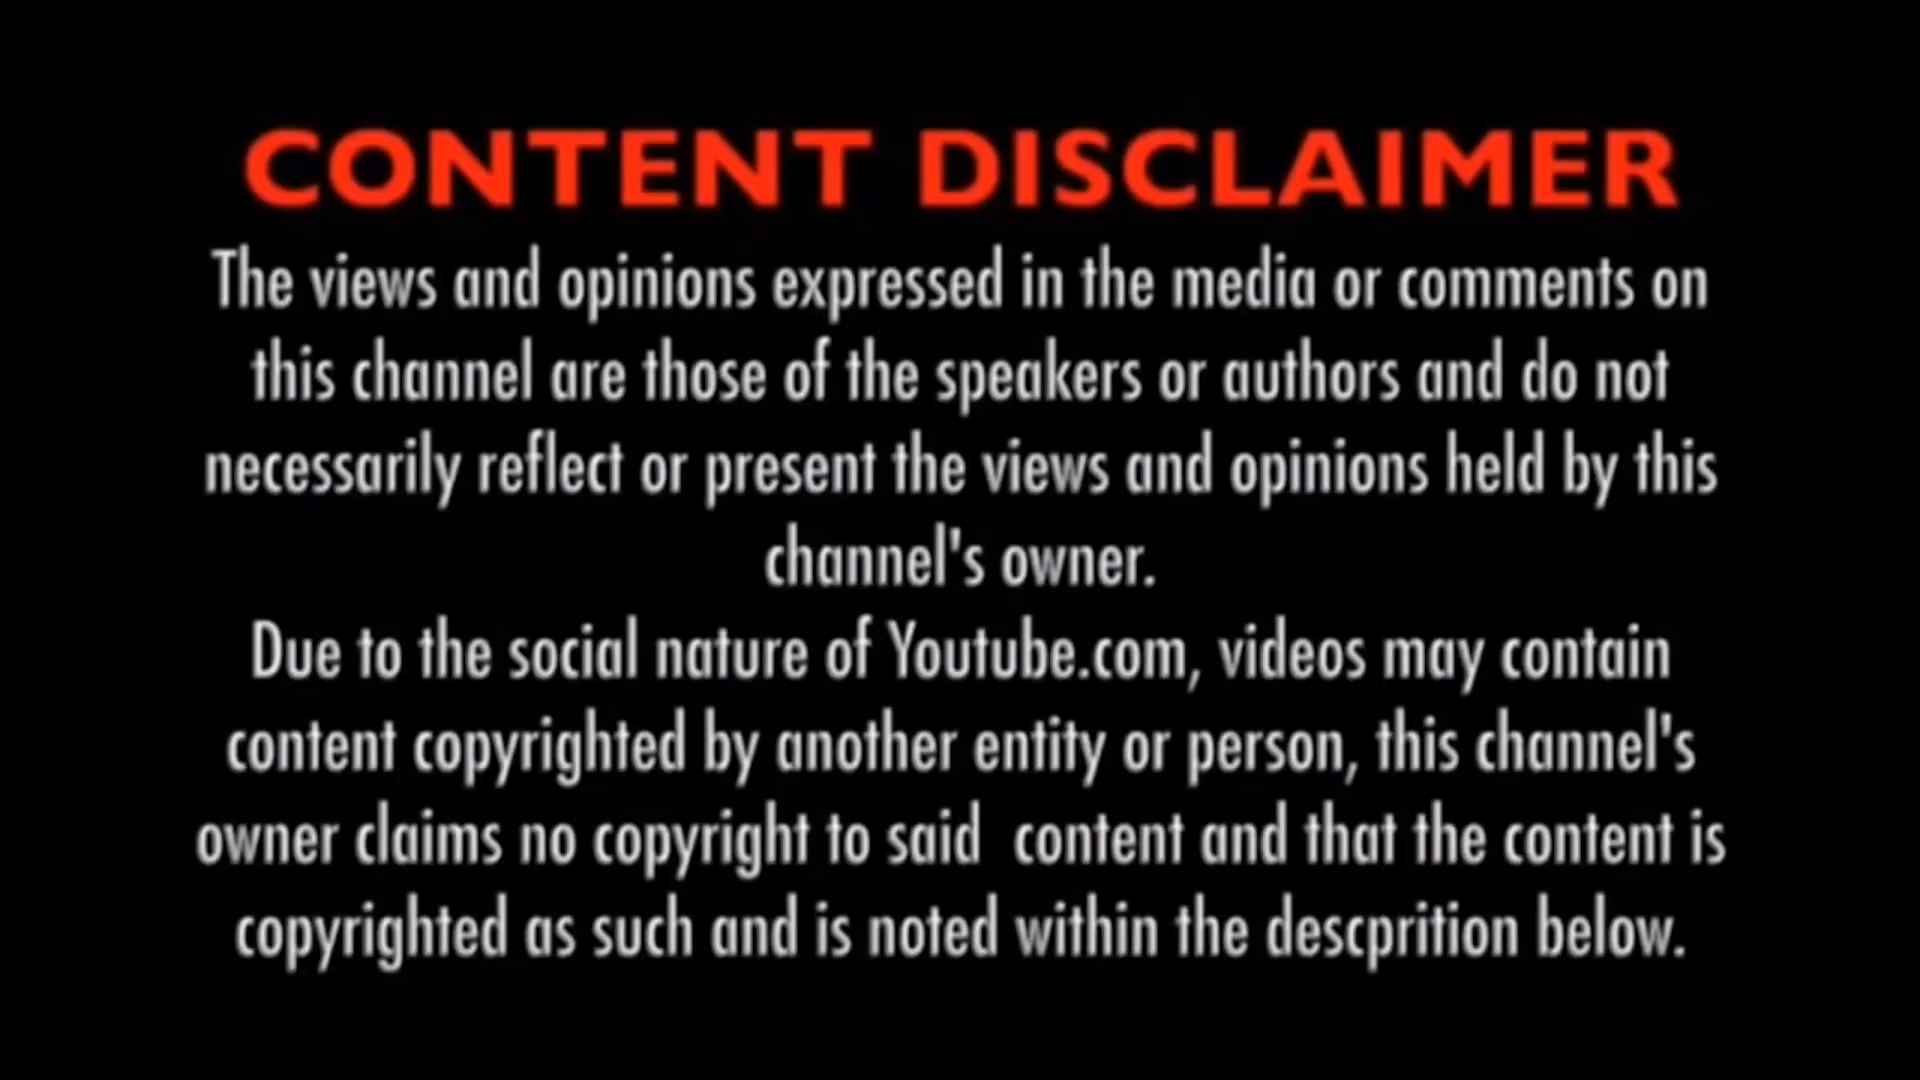 CONTENT DISCLAIMER
The views and opinions expressed in the media or comments on
this channel are those of the speakers or authors and do not
necessarily reflect or present the views and opinions held by this
channel's owner.
Due to the social nature of Youtube.com, videos may contain
content copyrighted by another entity or person, this channel's
owner claims no copyright to said  content and that the content is
copyrighted as such and is noted within the descprition below.